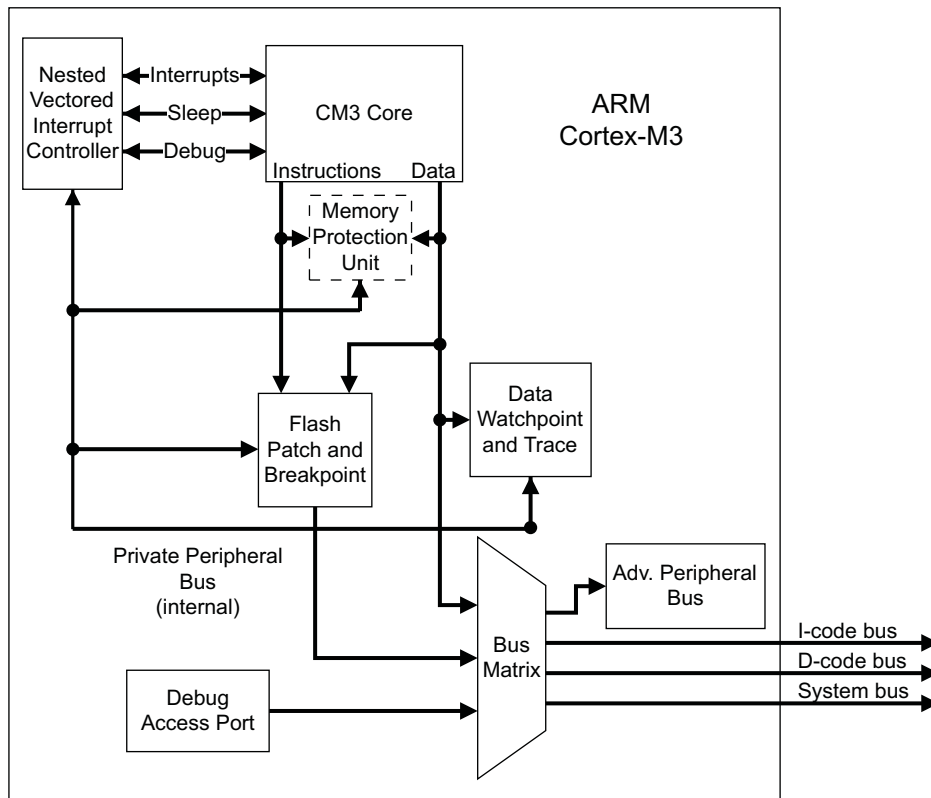 Nested
Vectored
Interrupt
Controller
Interrupts
Sleep
Debug
CM3 Core
Instructions
Data
ARM
Cortex-M3
Memory
Protection
Unit
Flash
Patch and
Breakpoint
Data
Watchpoint
and Trace
Private Peripheral
Bus
(internal)
Adv. Peripheral
Bus
Bus
Matrix
I-code bus
D-code bus
System bus
Debug
Access Port